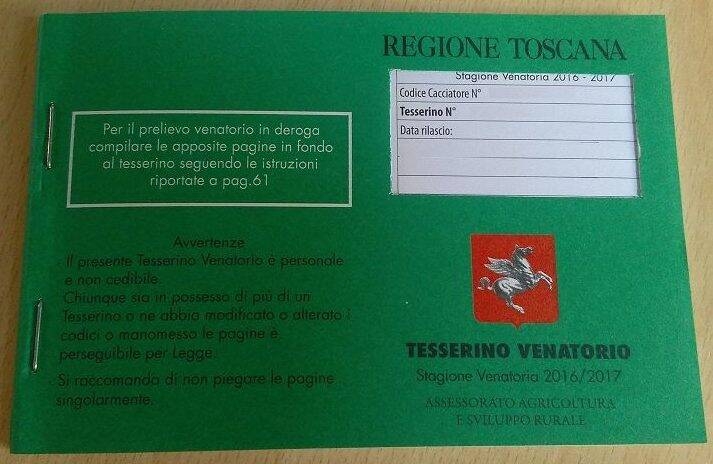 REGIONE TOSCANA
Stagione Venatoria 2016 - 2017
Codice Cacciatore N°
Tesserino N°
Data rilascio:
Per il prelievo venatorio in deroga
compilare le apposite pagine in fondo
al tesserino seguendo le istruzioni
riportate a pag.61
Avvertenze
Il presente Tesserino Venatorio è personale
e non cedibile.
Chiunque sia in possesso di più di un
Tesserino o ne abbia modificato o alterato i
codici o manomesso le pagine è
perseguibile per Legge.
Si raccomanda di non piegare le pagine
singolarmente.
TESSERINO VENATORIO
Stagione Venatoria 2016/2017
ASSESSORATO AGRICOLTURA
E SVILUPPO RURALE